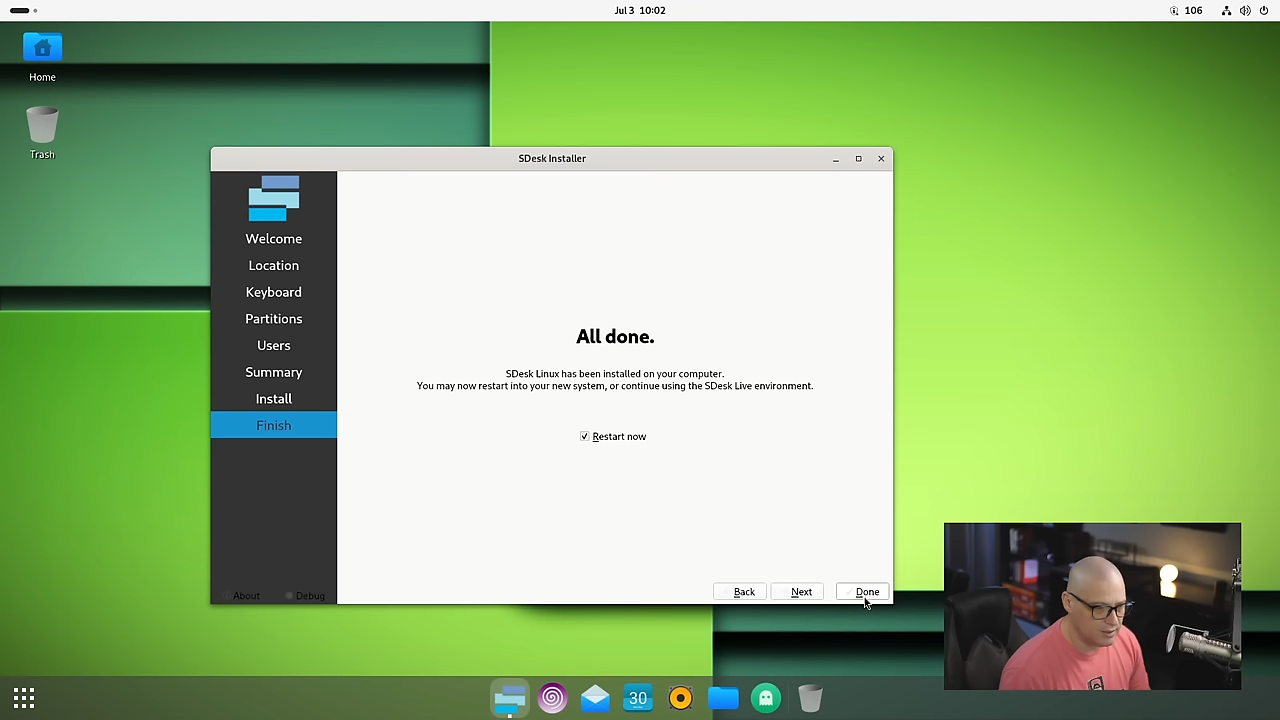 Jul 3 10:02
106
Home
Trash
SDesk Installer
Welcome
Location
Keyboard
Partitions
Users
Summary
Install
Finish
About
Debug
All done.
SDesk Linux has been installed on your computer.
You may now restart into your new system, or continue using the SDesk Live environment.
Restart now
Back
Next
Done
30